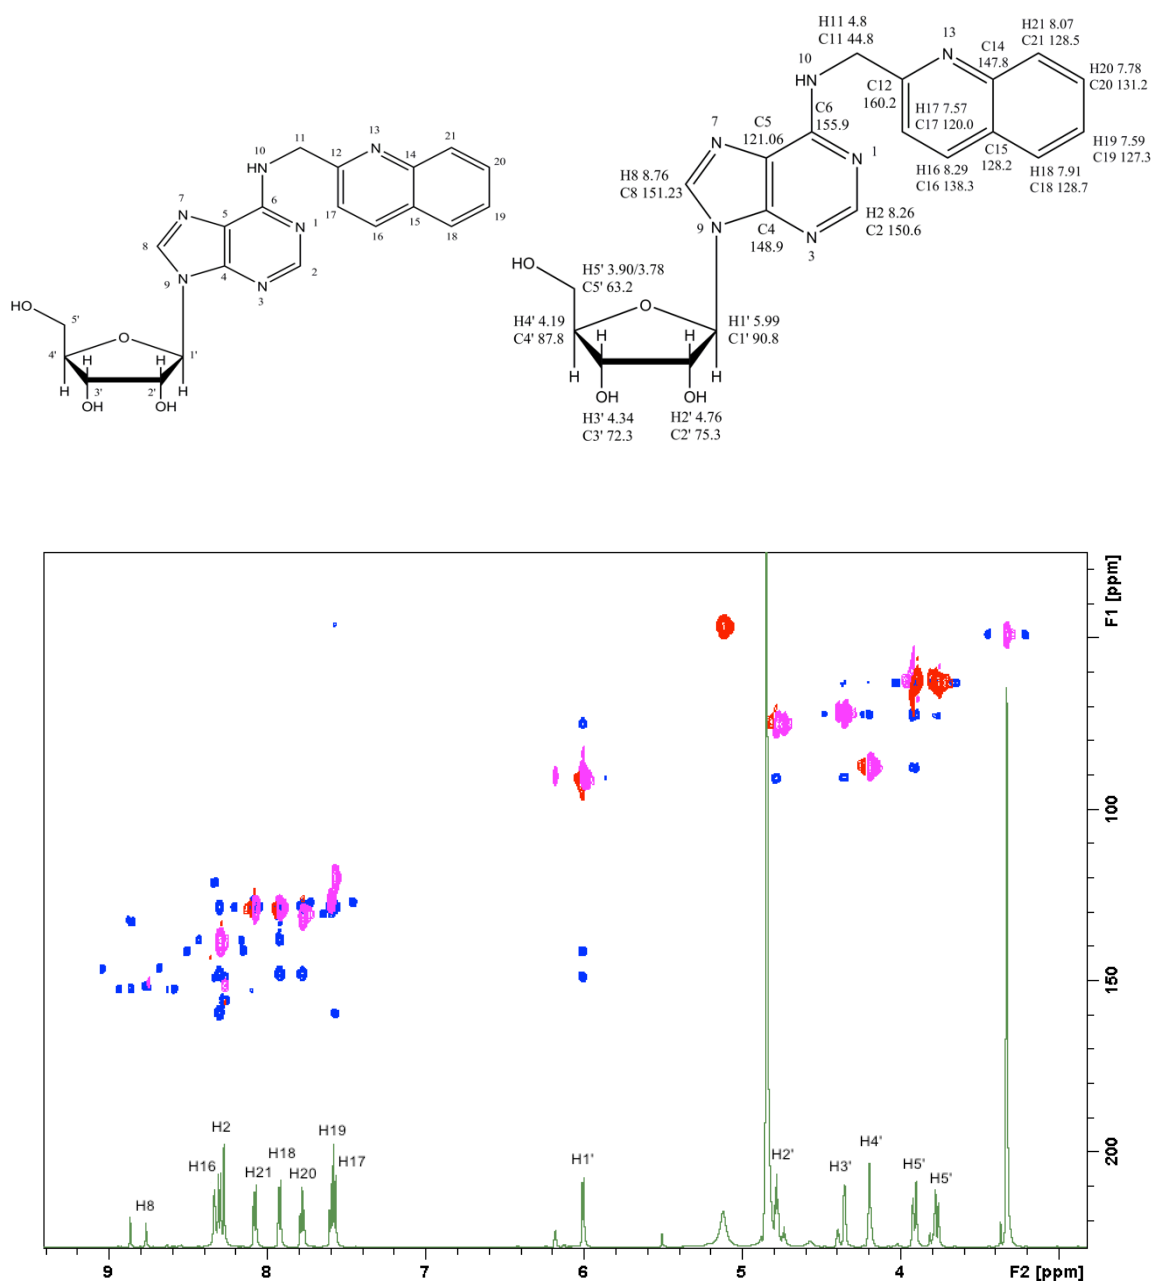 11
10
HN
12
13
N
14
21
20
19
18
15
16
17
7
N
5
6
N
1
8
2
N
9
4
N
3
HO
5'
O
4'
H
H
1'
H
3'
2'
H
OH
OH
H11 4.8
C11 44.8
10
HN
13
N
C14
147.8
H21 8.07
C21 128.5
C12
160.2
H20 7.78
C20 131.2
C6
155.9
H17 7.57
C17 120.0
C15
128.2
H19 7.59
C19 127.3
7
N
C5
121.06
N
1
H16 8.29
C16 138.3
H18 7.91
C18 128.7
H8 8.76
C8 151.23
9
N
C4
148.9
N
3
H2 8.26
C2 150.6
HO
H5' 3.90/3.78
C5' 63.2
O
H4' 4.19
C4' 87.8
H
H
H1' 5.99
C1' 90.8
H
H
OH
OH
H3' 4.34
C3' 72.3
H2' 4.76
C2' 75.3
F1 [ppm]
100
150
200
H8
H16
H2
H21
H18
H20
H19
H17
H1'
H2'
H3'
H4'
H5'
H5'
9
8
7
6
5
4
F2 [ppm]